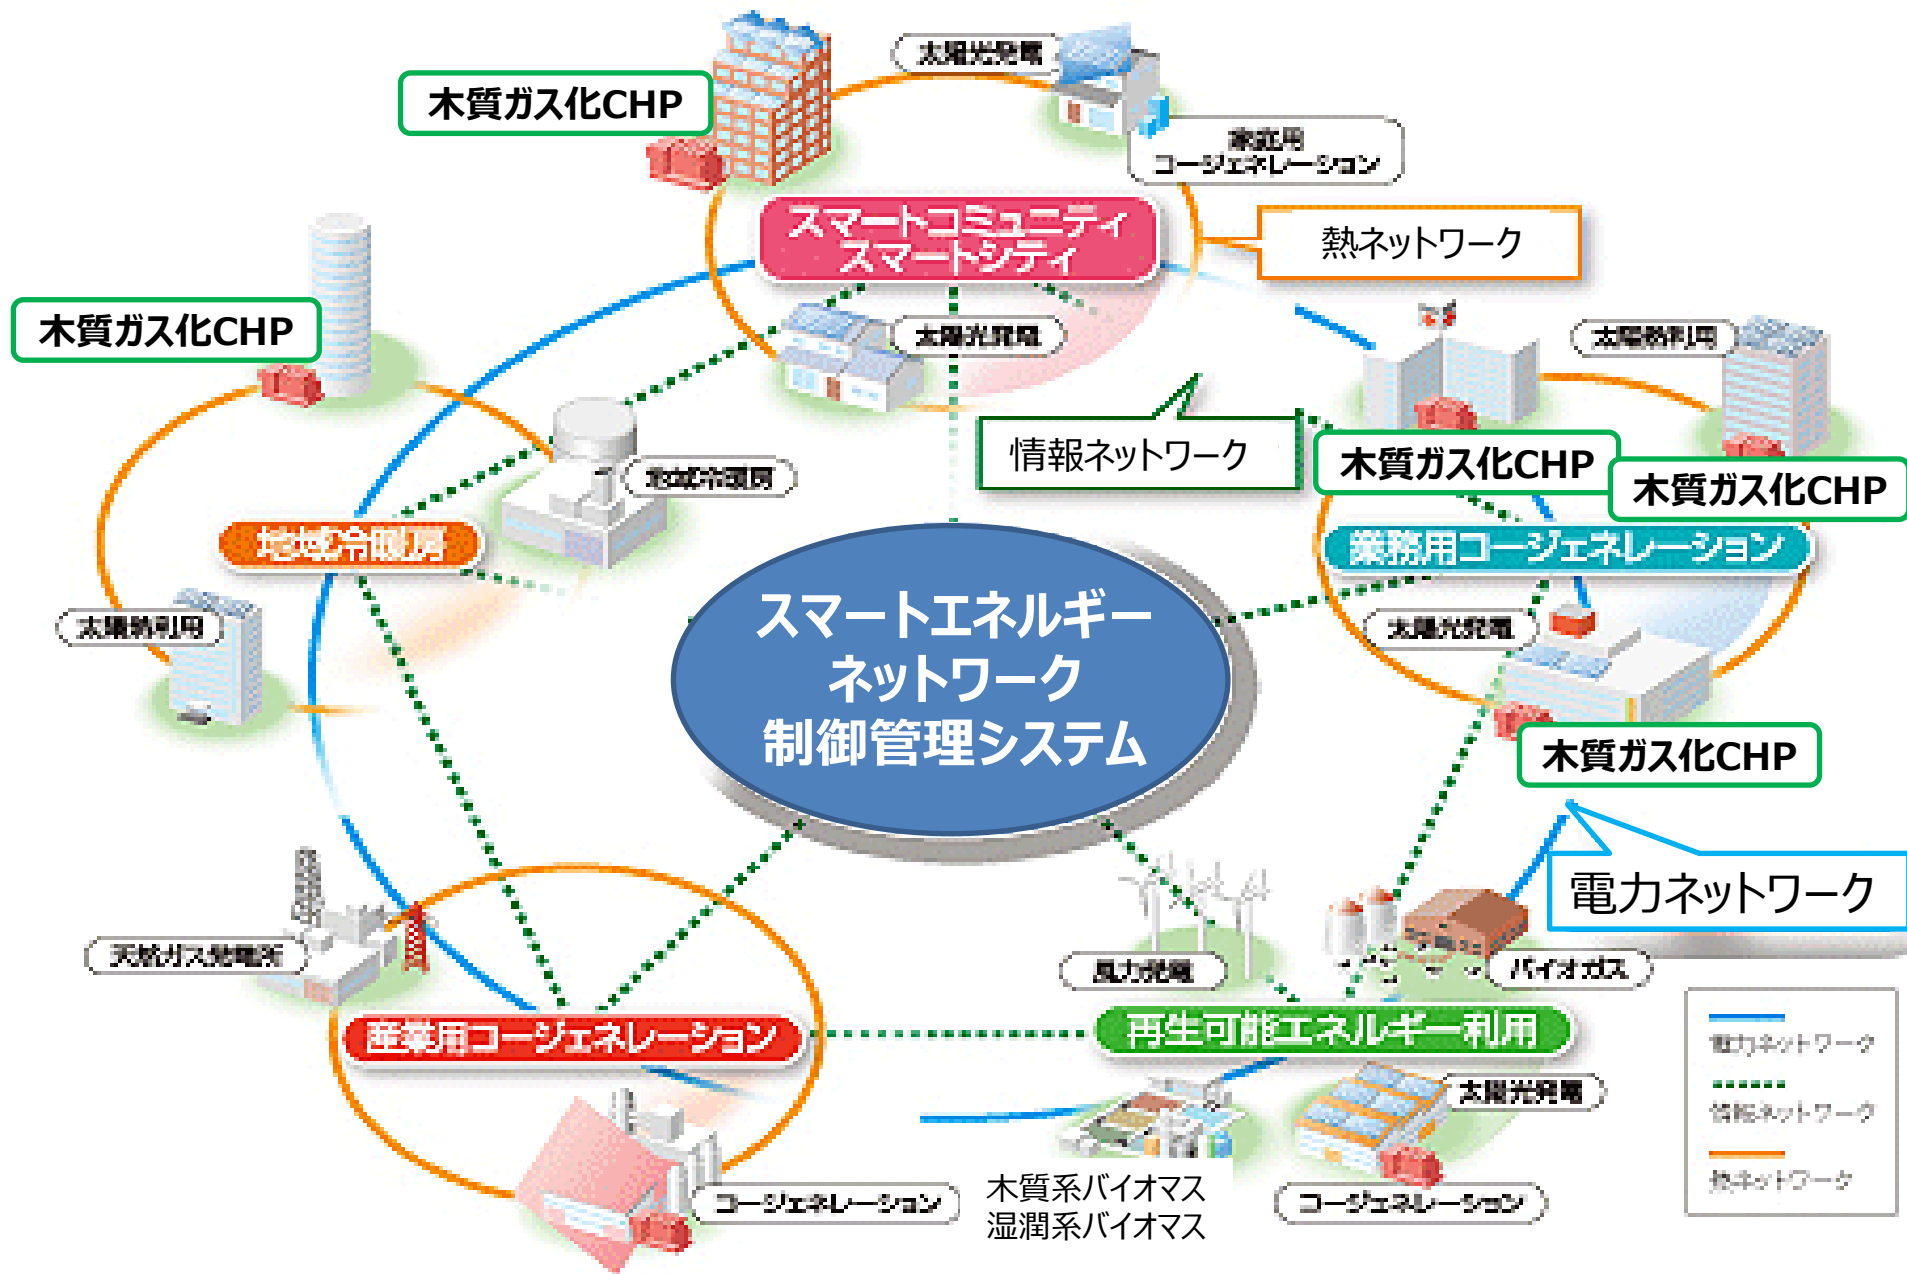 太陽光発電
木質ガス化CHP
家庭用
コージェネレーション
スマートコミュニティ
スマートシティ
熱ネットワーク
木質ガス化CHP
太陽光発電
太陽熱利用
情報ネットワーク
木質ガス化CHP
木質ガス化CHP
地域冷暖房
地域冷暖房
業務用コージェネレーション
太陽熱利用
太陽光発電
スマートエネルギー
ネットワーク
制御管理システム
木質ガス化CHP
電力ネットワーク
天然ガス発電所
風力発電
バイオガス
産業用コージェネレーション
再生可能エネルギー利用
電力ネットワーク
情報ネットワーク
熱ネットワーク
太陽光発電
コージェネレーション
木質系バイオマス
湿潤系バイオマス
コージェネレーション